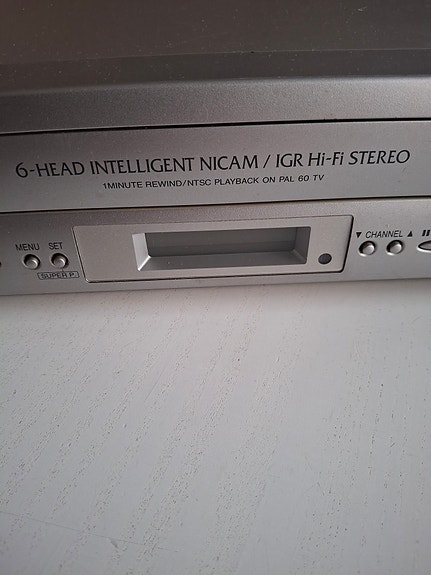 6-HEAD INTELLIGENT NICAM / IGR Hi-Fi STEREO
1MINUTE REWIND/NTSC PLAYBACK ON PAL 60 TV
MENU SET
SUPER P.
▼ CHANNEL ▲ ❚❚